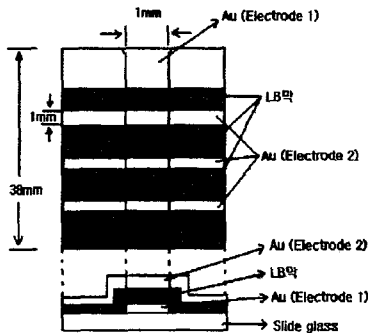 1mm
Au (Electrode 1)
LB막
1mm
Au (Electrode 2)
38mm
Au (Electrode 2)
LB막
Au (Electrode 1)
Slide glass